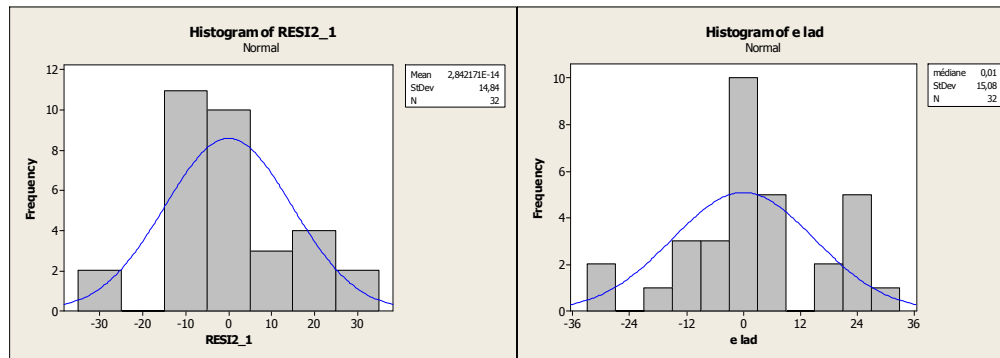 Histogram of RESI2_1
Normal
Mean 2,842171E-14
StDev 14,84
N 32
Frequency
12
10
8
6
4
2
0
-30 -20 -10 0 10 20 30
RESI2_1
Histogram of e lad
Normal
médiane 0,01
StDev 15,08
N 32
Frequency
10
8
6
4
2
0
-36 -24 -12 0 12 24 36
e lad